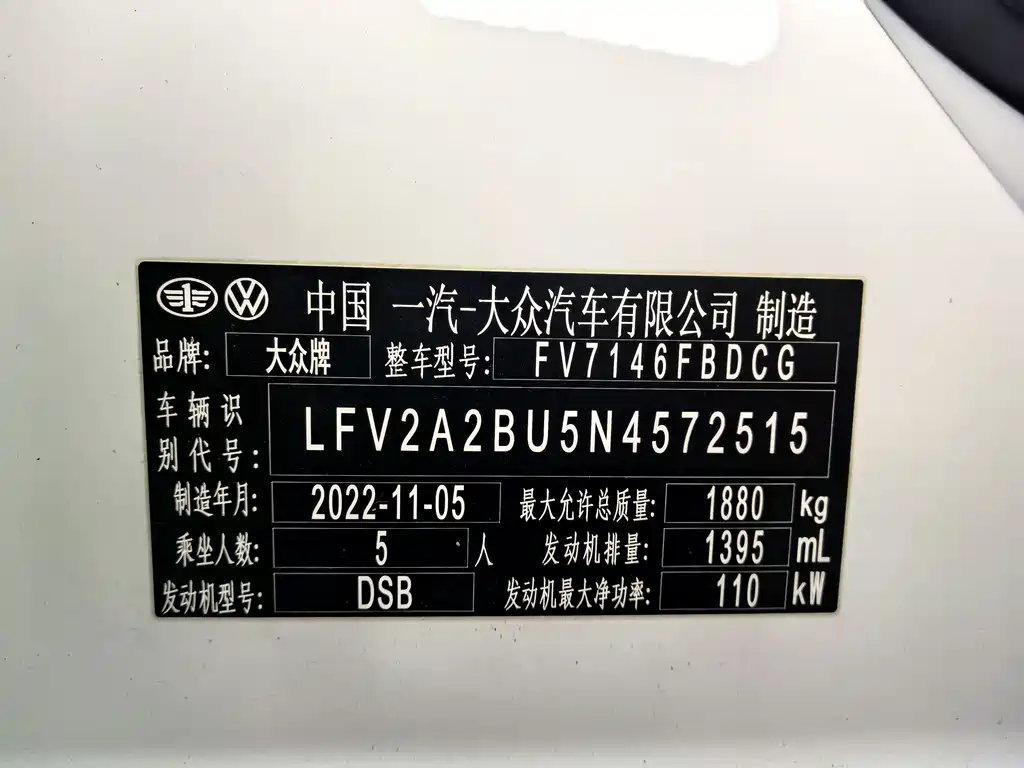 中国 一汽-大众汽车有限公司 制造
品牌: 大众牌 整车型号: FV7146FBDCG
车辆识别代号: LFV2A2BU5N4572515
制造年月: 2022-11-05 最大允许总质量: 1880 kg
乘坐人数: 5 人 发动机排量: 1395 mL
发动机型号: DSB 发动机最大净功率: 110 kW